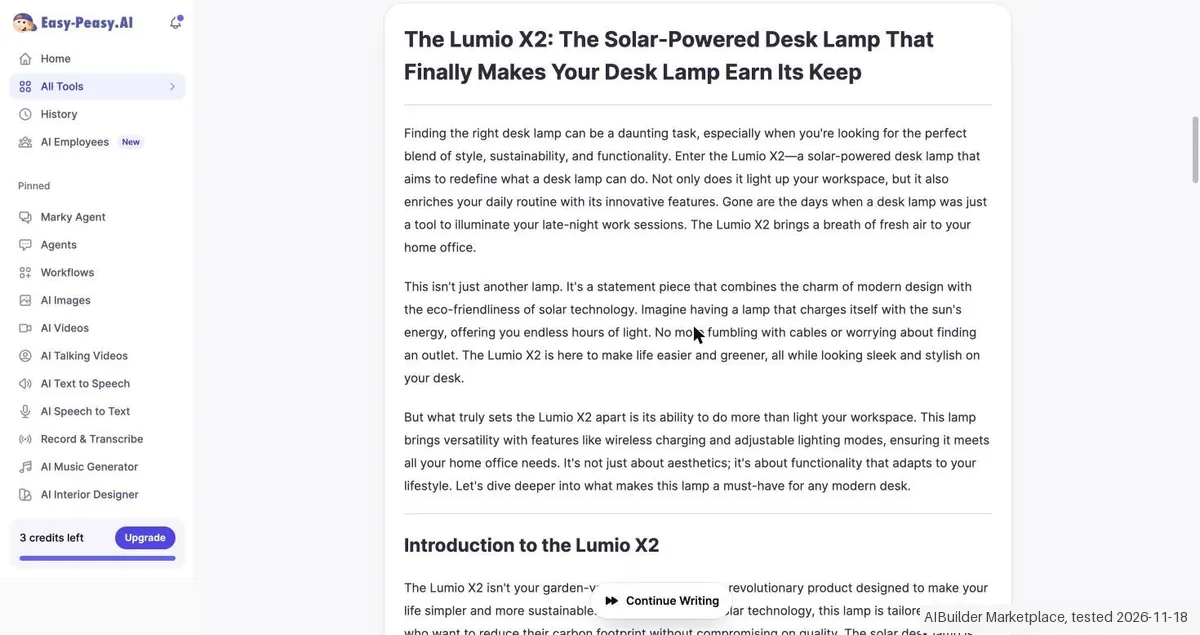 Easy-Peasy.AI
Home
All Tools
History
AI Employees New
Pinned
Marky Agent
Agents
Workflows
AI Images
AI Videos
AI Talking Videos
AI Text to Speech
AI Speech to Text
Record & Transcribe
AI Music Generator
AI Interior Designer
3 credits left
Upgrade
The Lumio X2: The Solar-Powered Desk Lamp That
Finally Makes Your Desk Lamp Earn Its Keep
Finding the right desk lamp can be a daunting task, especially when you're looking for the perfect
blend of style, sustainability, and functionality. Enter the Lumio X2—a solar-powered desk lamp that
aims to redefine what a desk lamp can do. Not only does it light up your workspace, but it also
enriches your daily routine with its innovative features. Gone are the days when a desk lamp was just
a tool to illuminate your late-night work sessions. The Lumio X2 brings a breath of fresh air to your
home office.
This isn't just another lamp. It's a statement piece that combines the charm of modern design with
the eco-friendliness of solar technology. Imagine having a lamp that charges itself with the sun's
energy, offering you endless hours of light. No more fumbling with cables or worrying about finding
an outlet. The Lumio X2 is here to make life easier and greener, all while looking sleek and stylish on
your desk.
But what truly sets the Lumio X2 apart is its ability to do more than light your workspace. This lamp
brings versatility with features like wireless charging and adjustable lighting modes, ensuring it meets
all your home office needs. It's not just about aesthetics; it's about functionality that adapts to your
lifestyle. Let's dive deeper into what makes this lamp a must-have for any modern desk.
Introduction to the Lumio X2
The Lumio X2 isn't your revolutionary product designed to make your
life simpler and more sustainable. technology, this lamp is
who want to reduce their carbon footprint without compromising on quality. The solar desk lamp is
Continue Writing
AIBuilder Marketplace, tested 2026-11-18